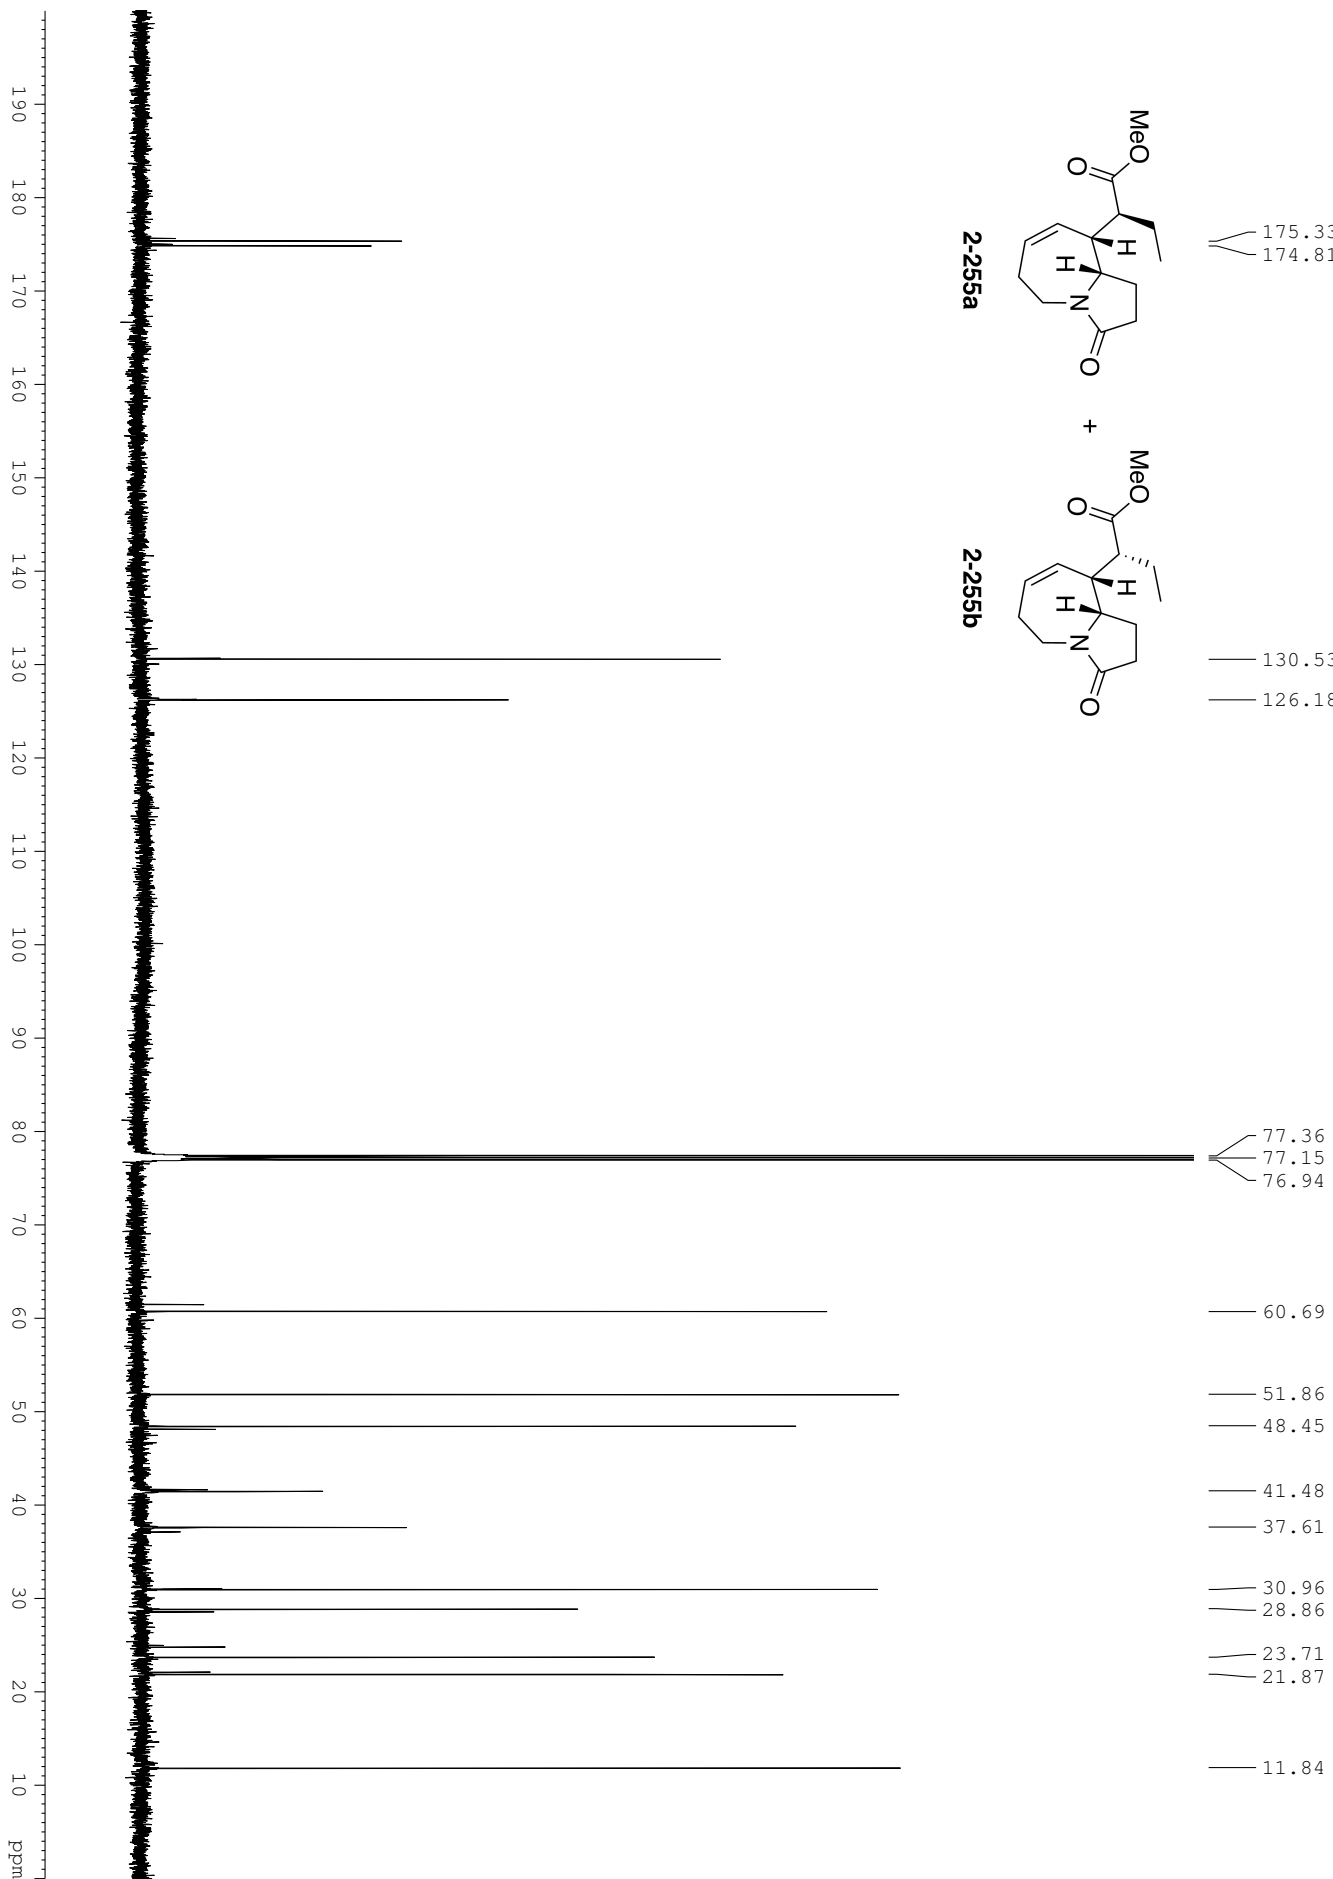 MeO
O
H
H
N
O
2-255a
+
MeO
O
H
H
N
O
2-255b
175.33
174.81
130.53
126.18
77.36
77.15
76.94
60.69
51.86
48.45
41.48
37.61
30.96
28.86
23.71
21.87
11.84
190 180 170 160 150 140 130 120 110 100 90 80 70 60 50 40 30 20 10 ppm